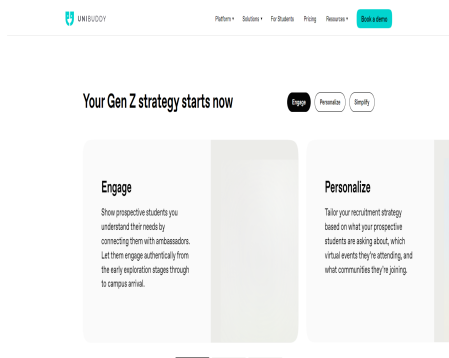 UNIBUDDY
Platform
Solutions
For Students
Pricing
Resources
Book a demo
Your Gen Z strategy starts now
Engage
Personalize
Simplify
Engage
Show prospective students you
understand their needs by
connecting them with ambassadors.
Let them engage authentically from
the early exploration stages through
to campus arrival.
Personalize
Tailor your recruitment strategy
based on what your prospective
students are asking about, which
virtual events they're attending, and
what communities they're joining.